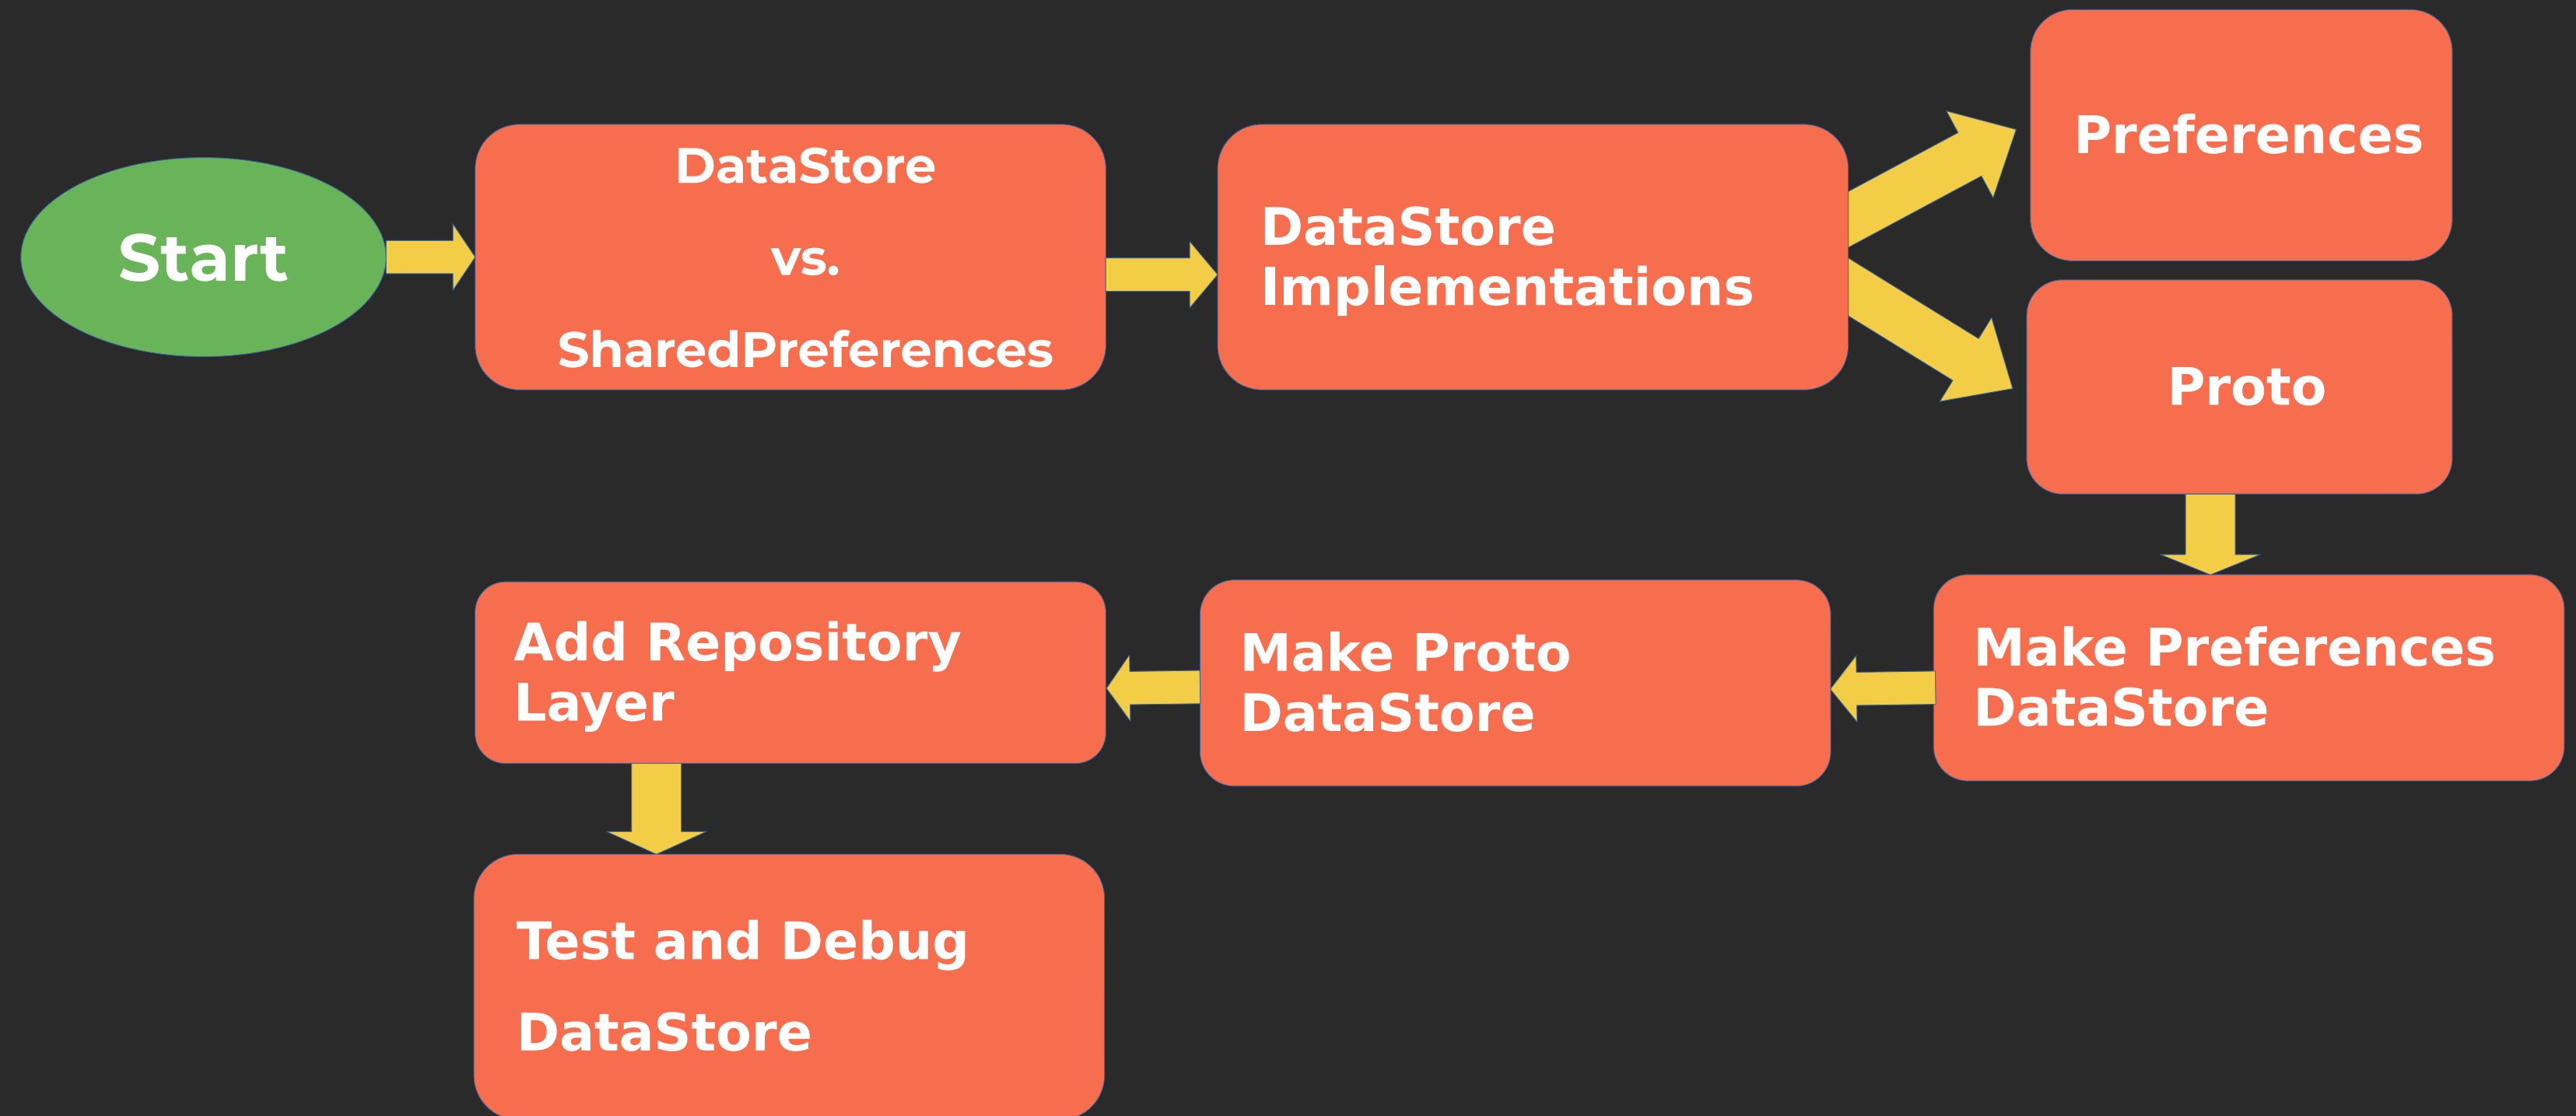 Start
DataStore
vs.
SharedPreferences
DataStore
Implementations
Preferences
Proto
Make Preferences
DataStore
Make Proto
DataStore
Add Repository
Layer
Test and Debug
DataStore